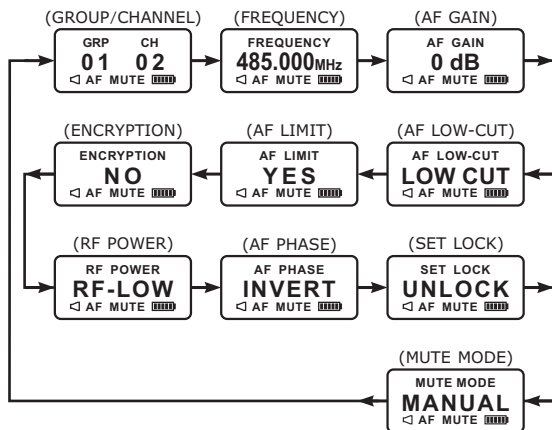 (GROUP/CHANNEL)
GRP CH
01 02
AF MUTE
(FREQUENCY)
FREQUENCY
485.000MHz
AF MUTE
(AF GAIN)
AF GAIN
0 dB
AF MUTE
(ENCRYPTION)
ENCRYPTION
NO
AF MUTE
(AF LIMIT)
AF LIMIT
YES
AF MUTE
(AF LOW-CUT)
AF LOW-CUT
LOW CUT
AF MUTE
(RF POWER)
RF POWER
RF-LOW
AF MUTE
(AF PHASE)
AF PHASE
INVERT
AF MUTE
(SET LOCK)
SET LOCK
UNLOCK
AF MUTE
(MUTE MODE)
MUTE MODE
MANUAL
AF MUTE